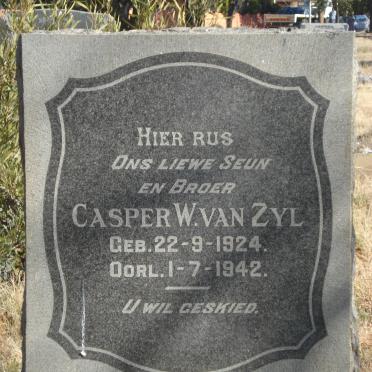 HIER RUS
ONS LIEWE SEUN
EN BROER
CASPER W. VAN ZYL
GEB. 22-9-1924.
OORL. 1-7-1942.
U WIL GESKIED.